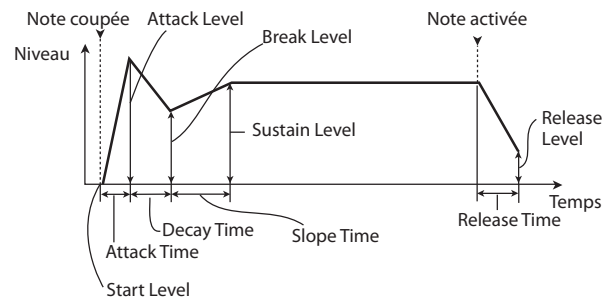 Note coupée
Attack Level
Note activée
Break Level
Niveau
Sustain Level
Release
Level
Temps
Decay Time
Slope Time
Release Time
Attack Time
Start Level